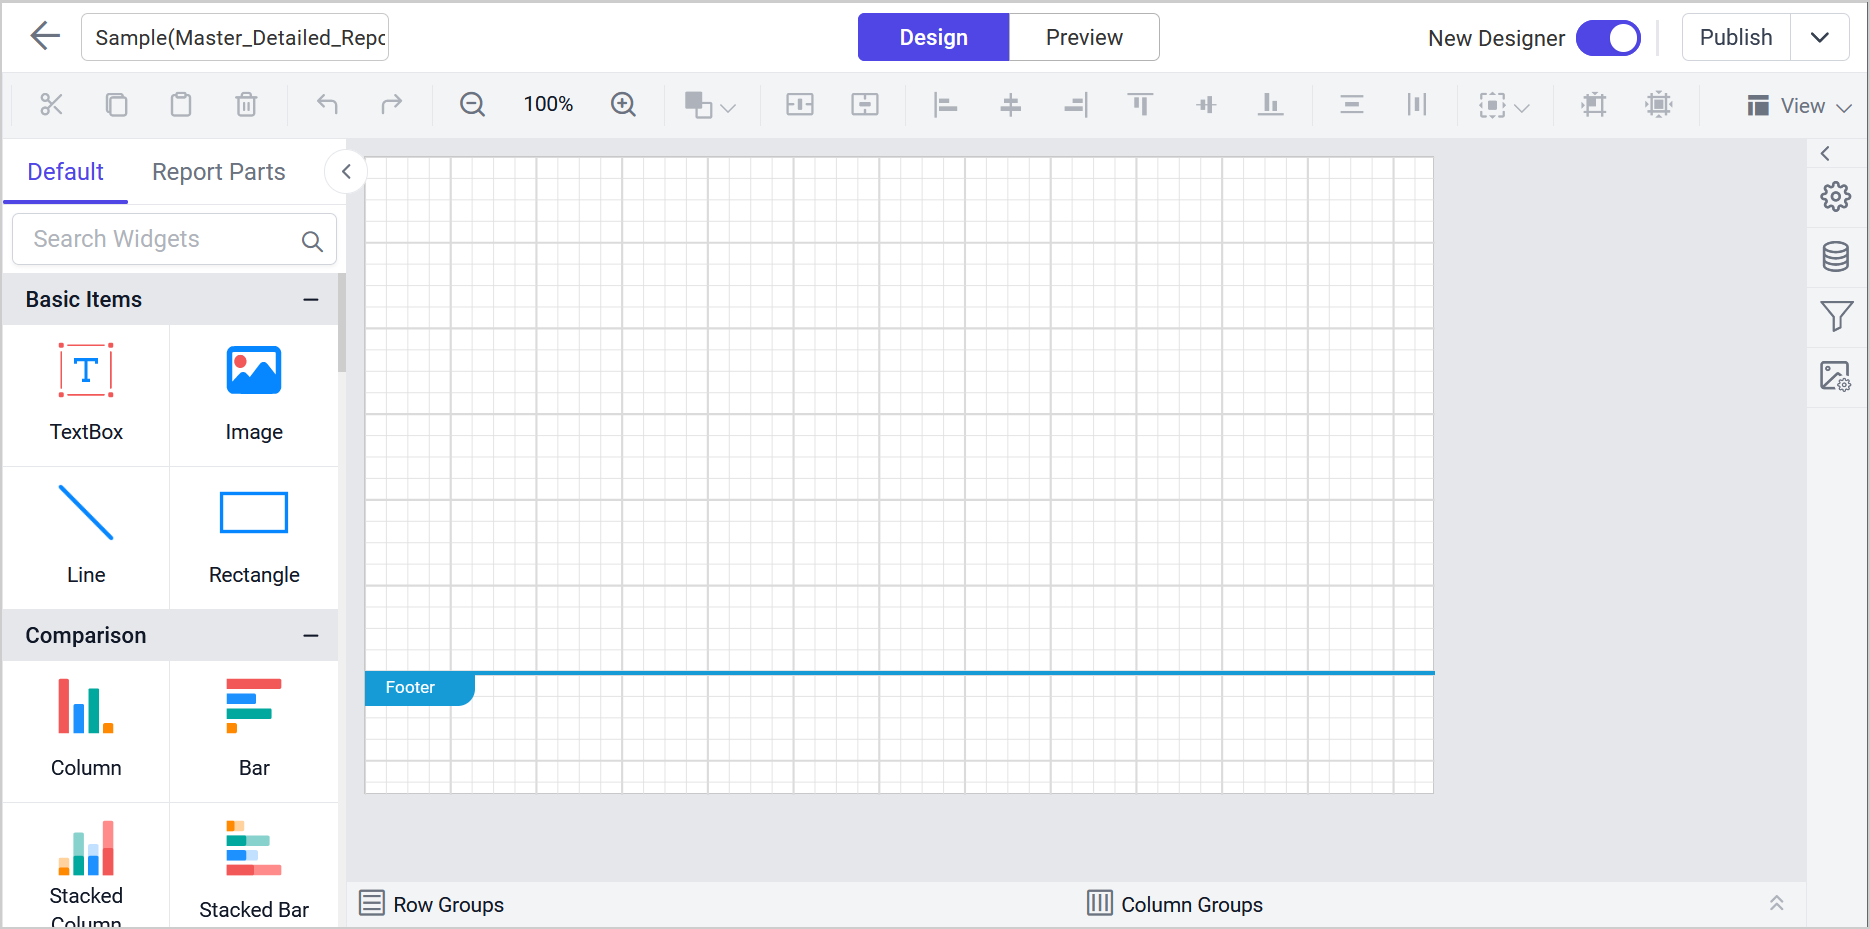 Sample(Master_Detailed_Repo
Design
Preview
New Designer
Publish
100%
View
Default
Report Parts
Search Widgets
Basic Items
TextBox
Image
Line
Rectangle
Comparison
Column
Bar
Stacked
Column
Stacked Bar
Footer
Row Groups
Column Groups